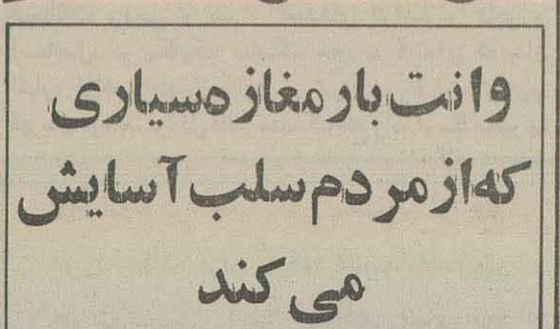 وانت بار مغازه سیاری
که از مردم سلب آسایش
می کند